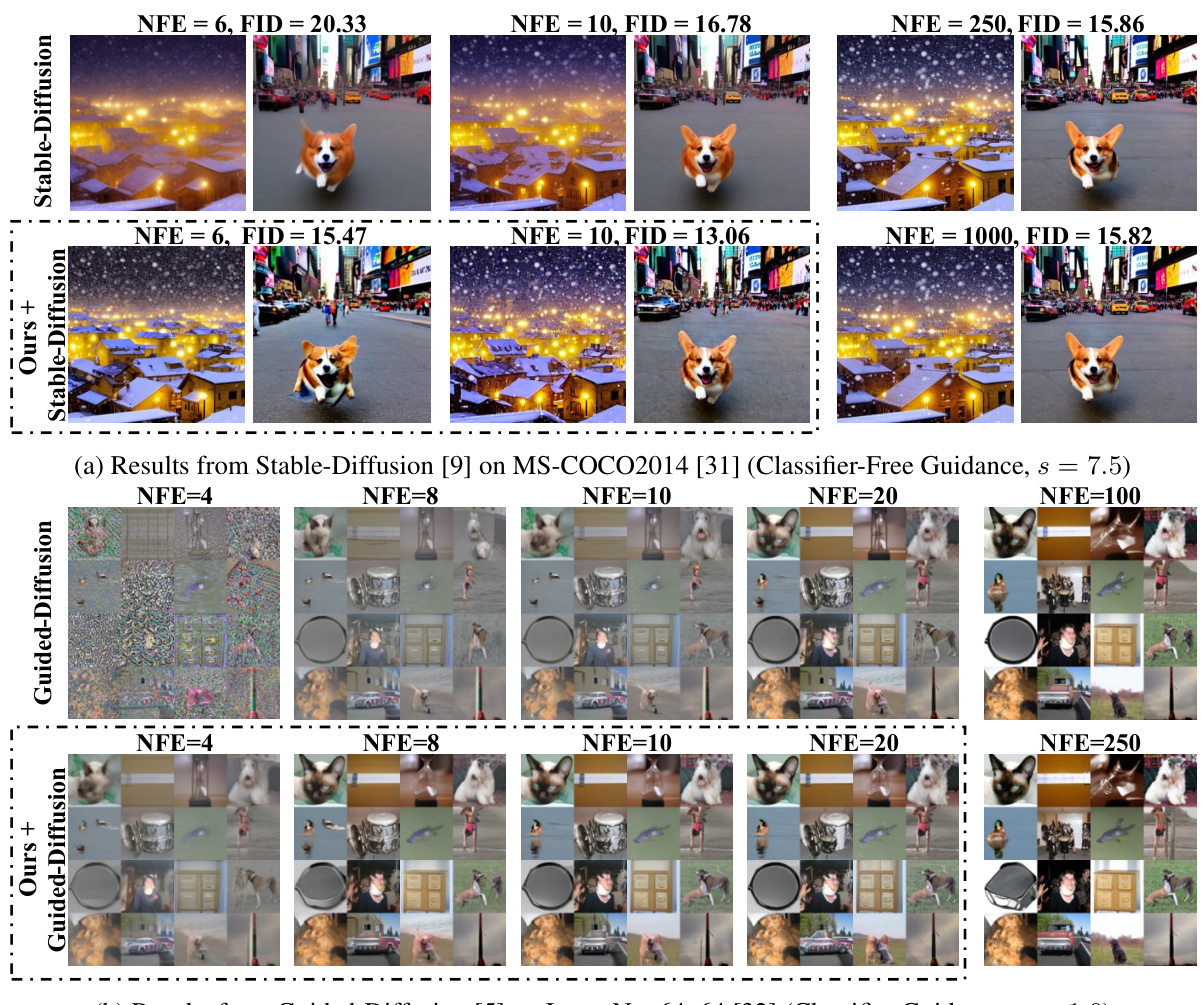 NFE = 6, FID = 20.33
NFE = 10, FID = 16.78
NFE = 250, FID = 15.86
Stable-Diffusion
NFE = 6, FID = 15.47
NFE = 10, FID = 13.06
NFE = 1000, FID = 15.82
Ours +
Stable-Diffusion
(a) Results from Stable-Diffusion [9] on MS-COCO2014 [31] (Classifier-Free Guidance, s = 7.5)
NFE=4
NFE=8
NFE=10
NFE=20
NFE=100
Guided-Diffusion
NFE=4
NFE=8
NFE=10
NFE=20
NFE=250
Ours +
Guided-Diffusion